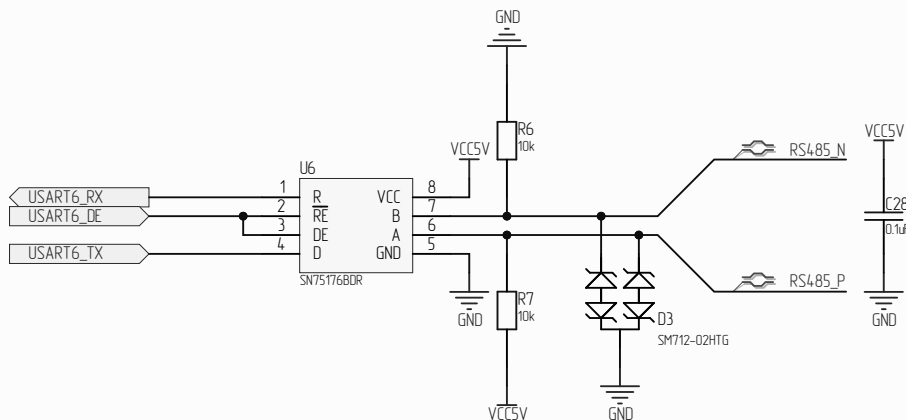 GND
R6
10k
VCC5V
RS485_N
VCC5V
U6
USART6_RX
1
R
VCC
8
USART6_DE
2
RE
B
7
3
DE
A
6
USART6_TX
4
D
GND
5
SN75176BDR
C28
0.1uF
GND
R7
10k
RS485_P
GND
D3
SM712-02HTG
VCC5V
GND